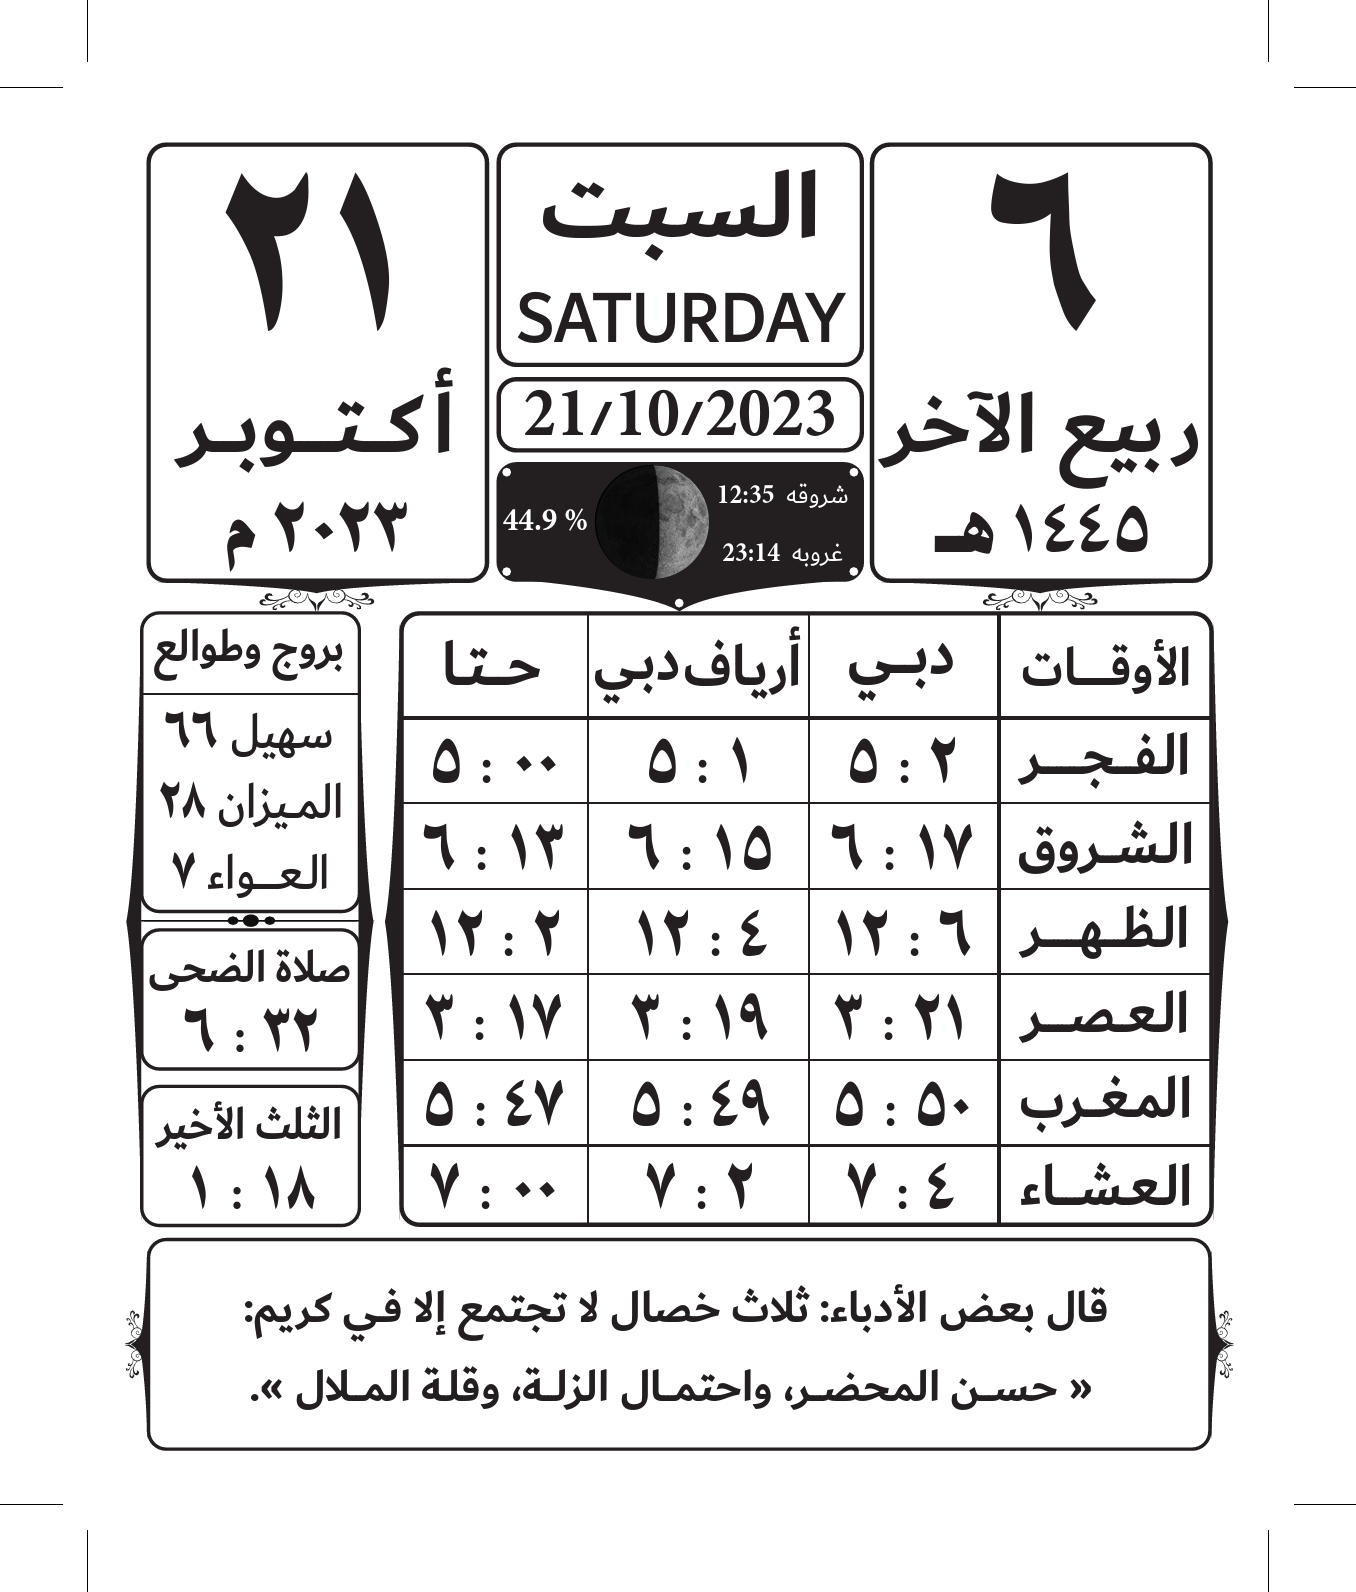 ٦
ربيع الآخر
١٤٤٥ هـ
السبت
SATURDAY
21/10/2023
شروقه 12:35
44.9 %
غروبه 23:14
٢١
أكتوبر
٢٠٢٣ م
الأوقات دبي أرياف دبي حتا
الفجر ٥ : ٢ ٥ : ١ ٥ : ٠٠
الشروق ٦ : ١٧ ٦ : ١٥ ٦ : ١٣
الظهر ١٢ : ٦ ١٢ : ٤ ١٢ : ٢
العصر ٣ : ٢١ ٣ : ١٩ ٣ : ١٧
المغرب ٥ : ٥٠ ٥ : ٤٩ ٥ : ٤٧
العشاء ٧ : ٤ ٧ : ٢ ٧ : ٠٠
بروج وطوالع
سهيل ٦٦
الميزان ٢٨
العواء ٧
صلاة الضحى
٦ : ٣٢
الثلث الأخير
١ : ١٨
قال بعض الأدباء: ثلاث خصال لا تجتمع إلا في كريم:
« حسن المحضر، واحتمال الزلة، وقلة الملال ».